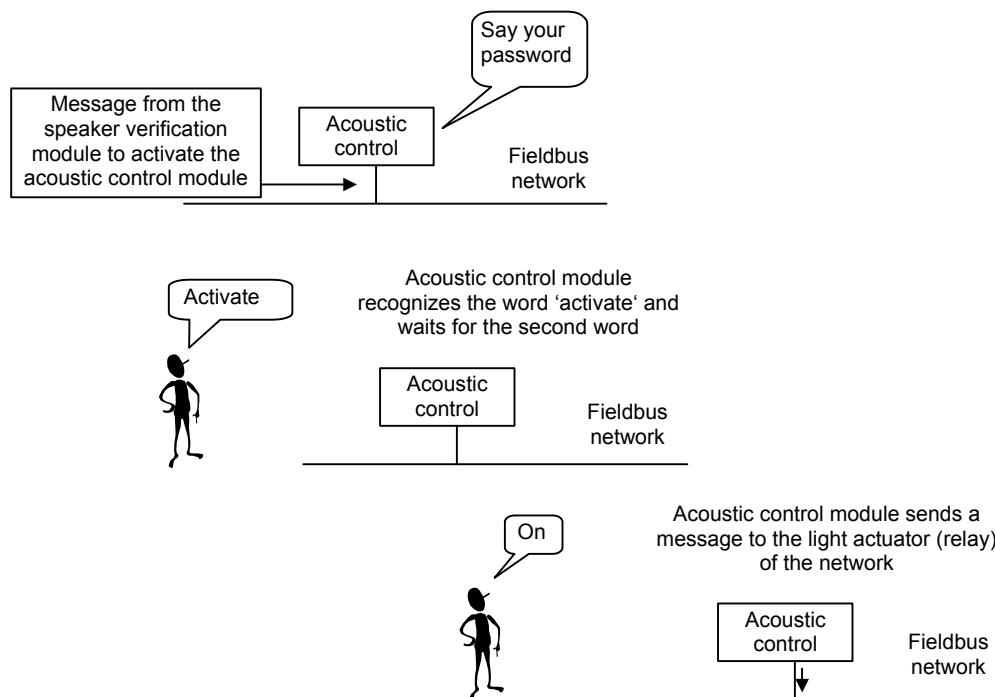 Say your
password
Message from the
speaker verification
module to activate the
acoustic control module
Acoustic
control
Fieldbus
network
Activate
Acoustic control module
recognizes the word ‘activate‘ and
waits for the second word
Acoustic
control
Fieldbus
network
On
Acoustic control module sends a
message to the light actuator (relay)
of the network
Acoustic
control
Fieldbus
network